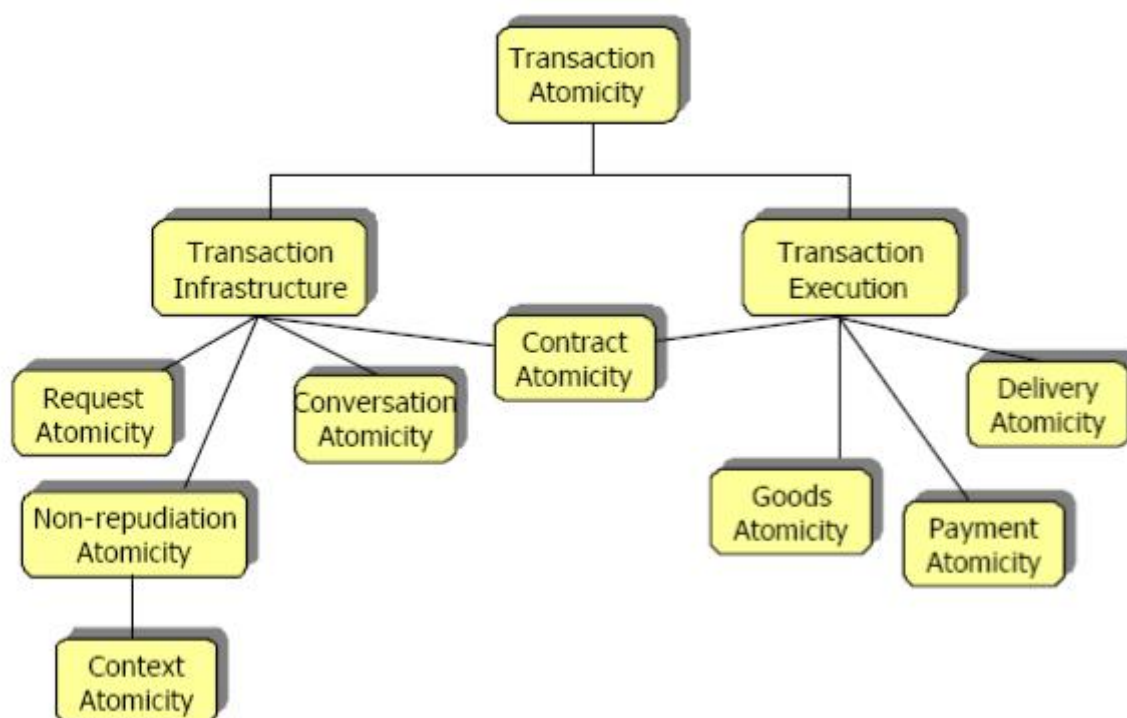 Transaction
Atomicity
Transaction
Infrastructure
Transaction
Execution
Contract
Atomicity
Request
Atomicity
Conversation
Atomicity
Delivery
Atomicity
Non-repudiation
Atomicity
Goods
Atomicity
Payment
Atomicity
Context
Atomicity